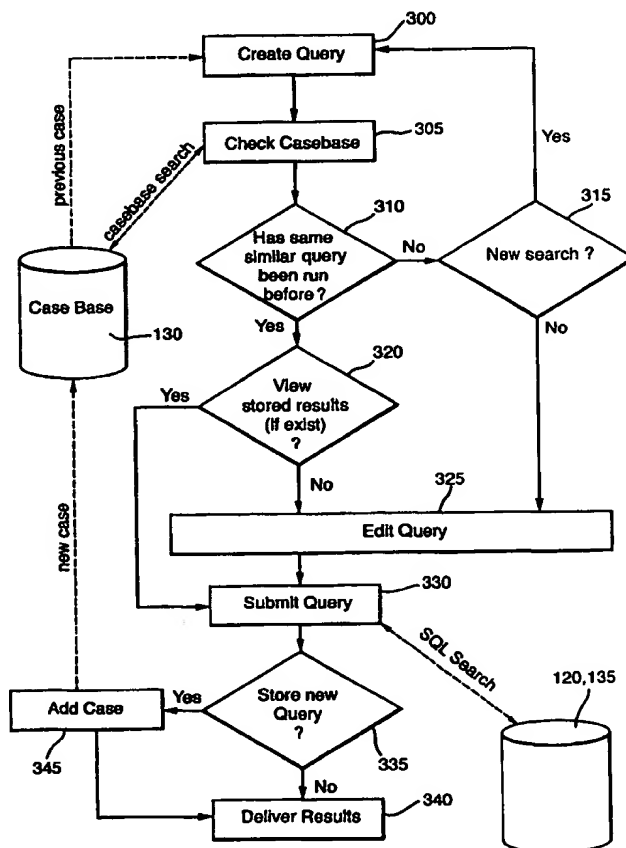 300
Create Query
305
Check Casebase
previous case
casebase search
Yes
310
315
Has same
similar query
been run
before ?
No
New search ?
Case Base
130
Yes
No
320
Yes
View
stored results
(if exist)
?
No
325
Edit Query
new case
330
Submit Query
SQL Search
120,135
Add Case
Yes
Store new
Query
?
345
335
No
Deliver Results
340